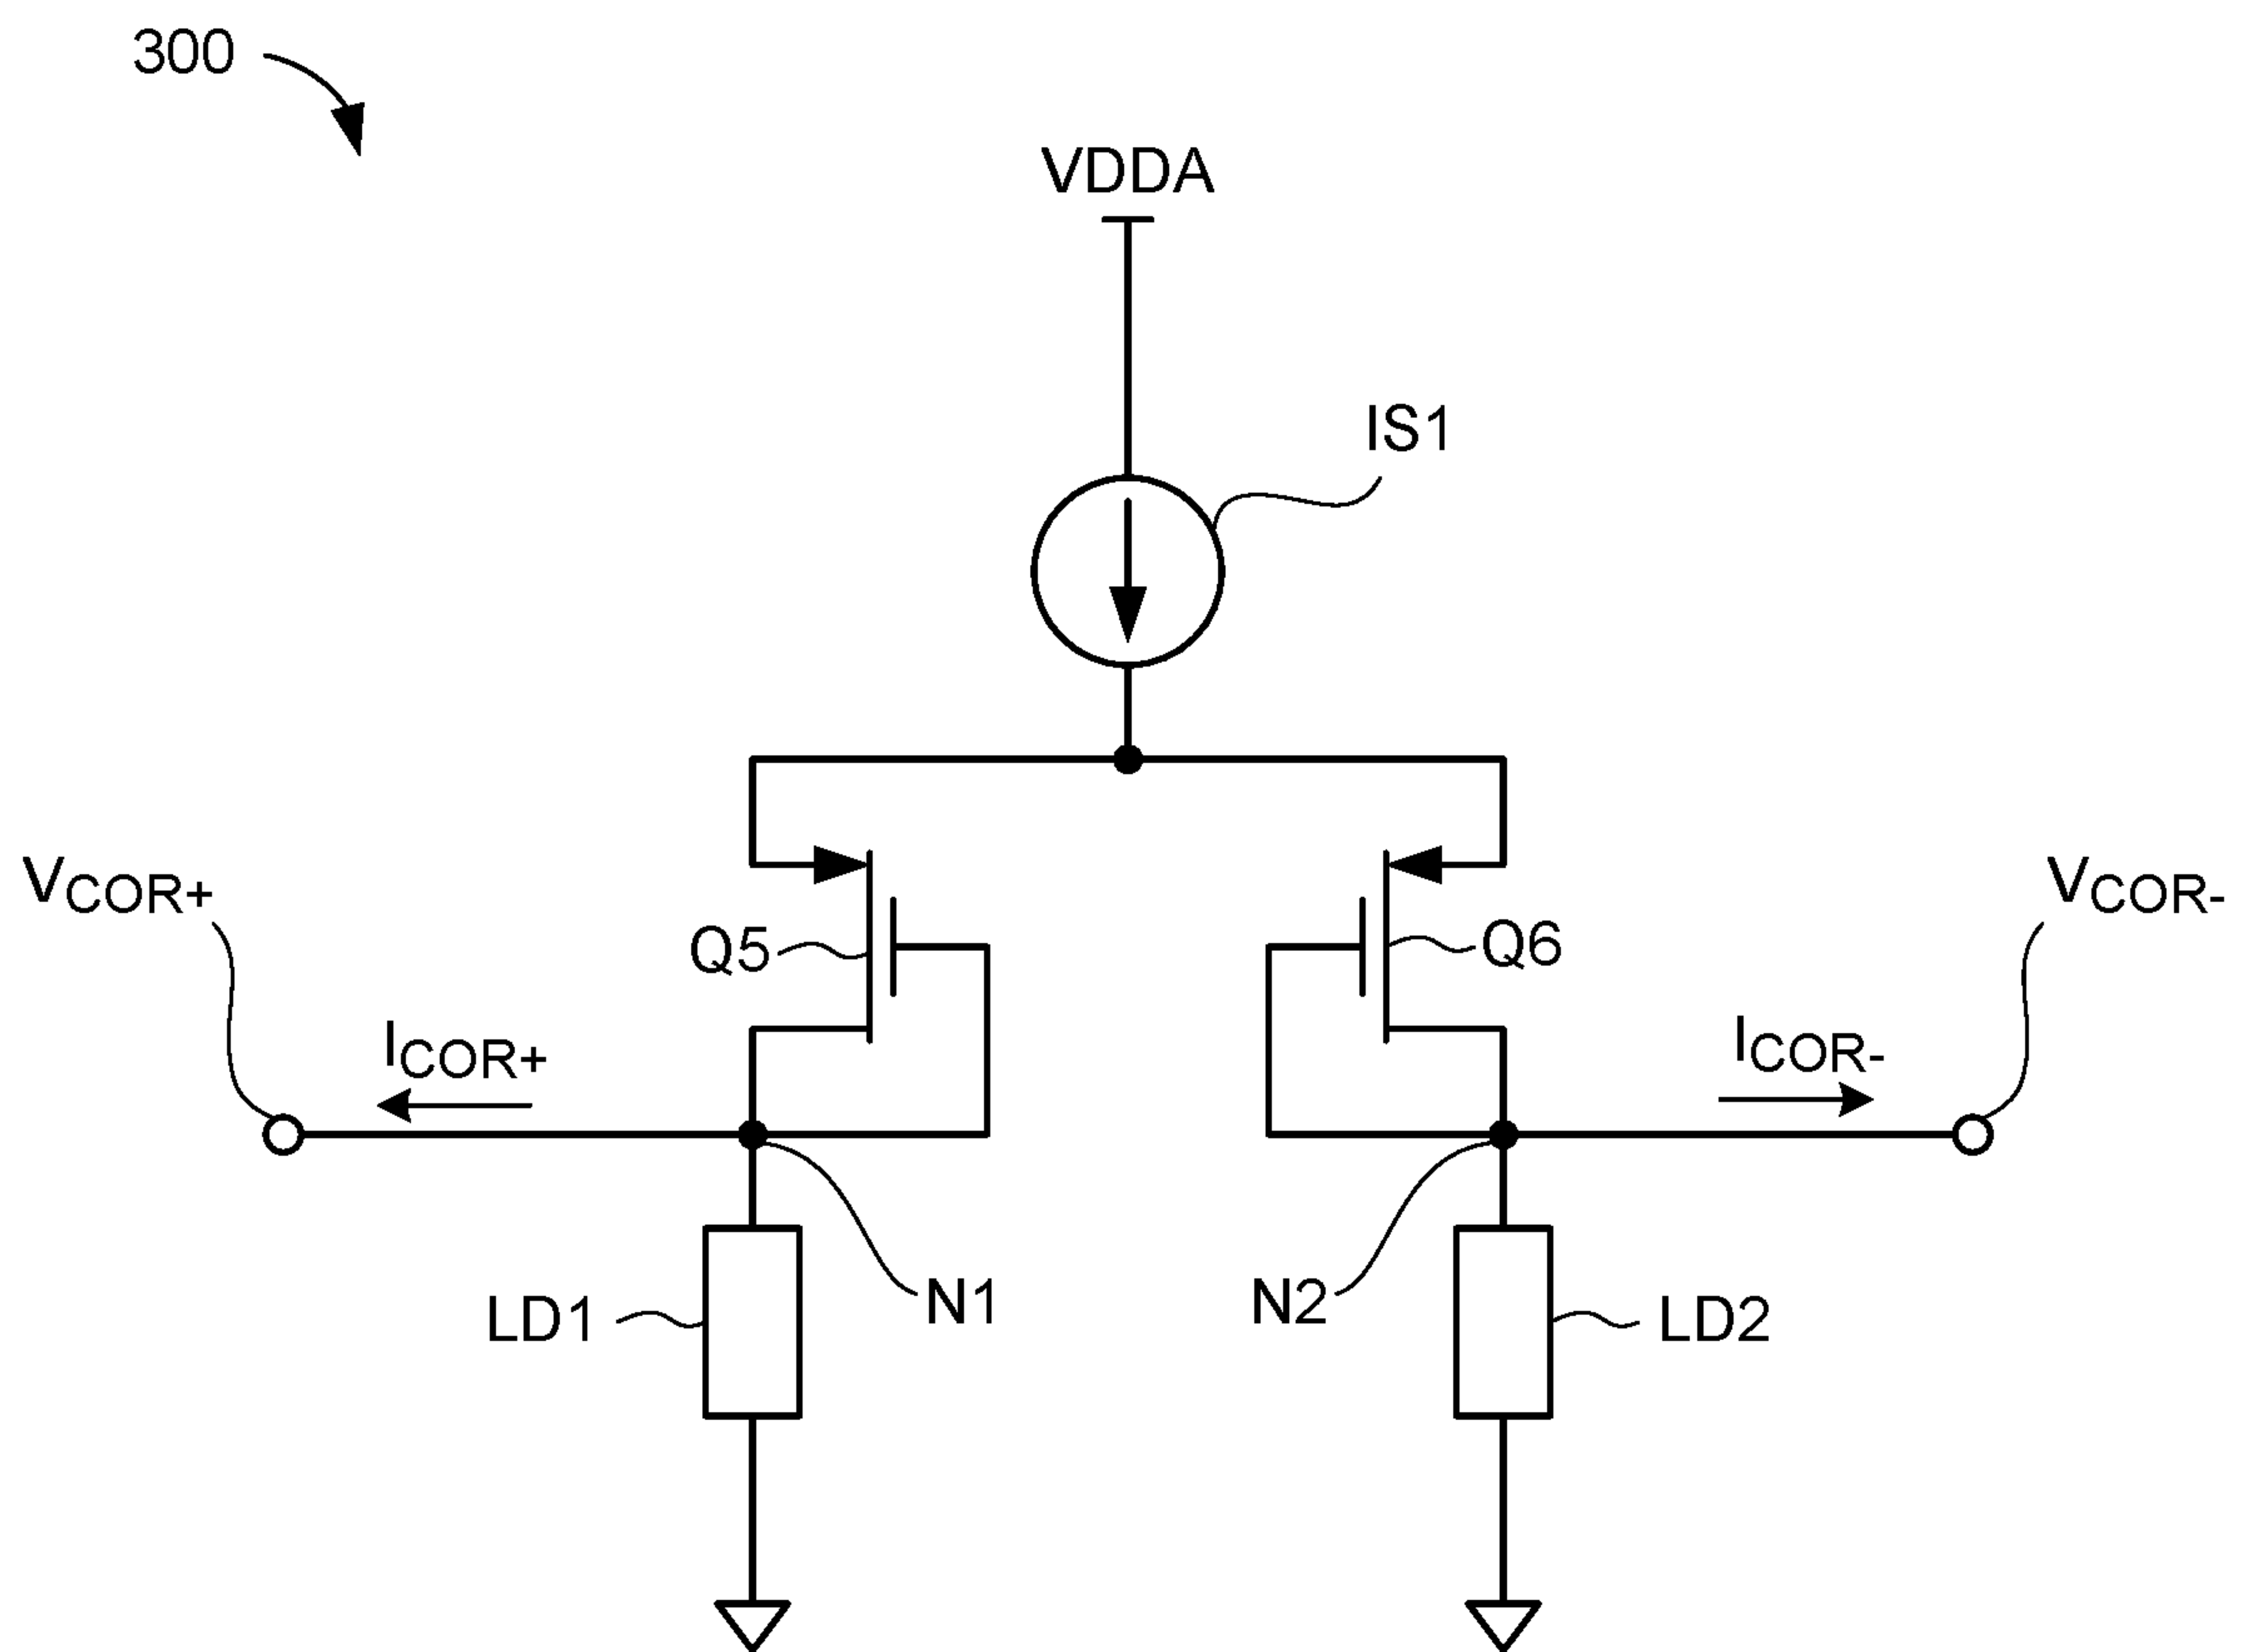 300
VDDA
IS1
VCOR+
VCOR-
Q5
Q6
ICOR+
ICOR-
N1
N2
LD1
LD2